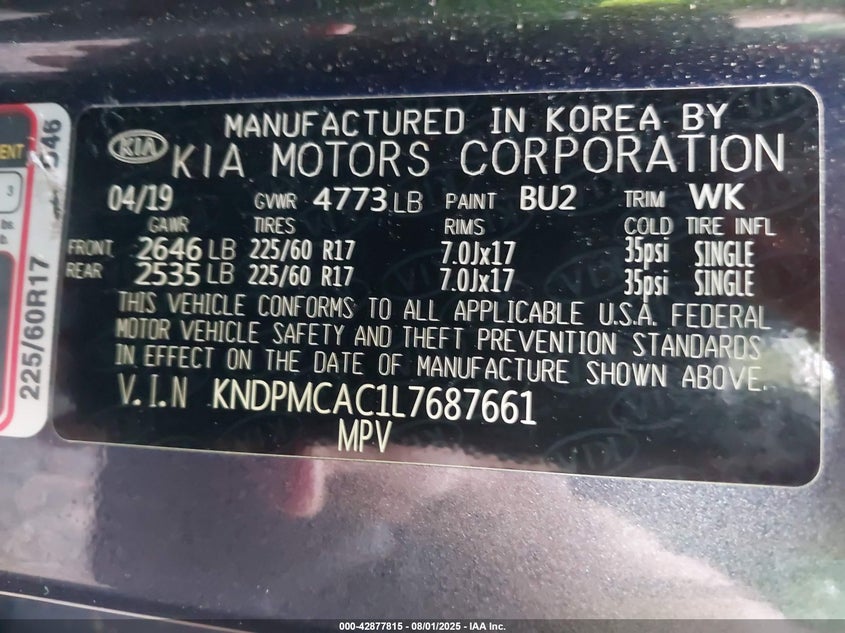 MANUFACTURED IN KOREA BY
KIA KIA MOTORS CORPORATION
04/19 GVWR 4773 LB PAINT BU2 TRIM WK
GAWR TIRES RIMS COLD TIRE INFL
FRONT 2646 LB 225/60 R17 7.0Jx17 35psi SINGLE
REAR 2535 LB 225/60 R17 7.0Jx17 35psi SINGLE
THIS VEHICLE CONFORMS TO ALL APPLICABLE U.S.A. FEDERAL
MOTOR VEHICLE SAFETY AND THEFT PREVENTION STANDARDS
IN EFFECT ON THE DATE OF MANUFACTURE SHOWN ABOVE.
V.I.N KNDPMCAC1L7687661
MPV
225/60R17
000-42877815 - 08/01/2025 - IAA Inc.